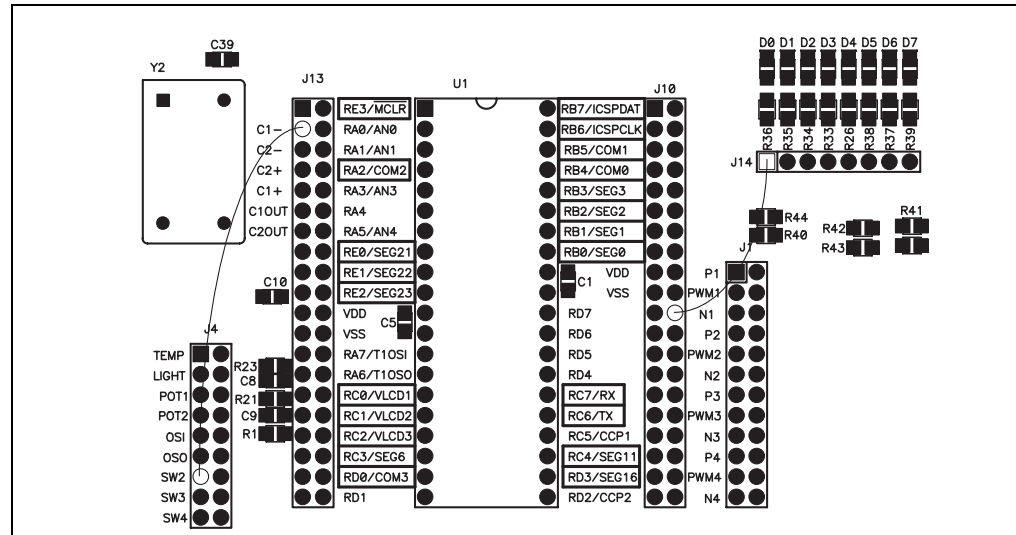 C39
D0 D1 D2 D3 D4 D5 D6 D7
Y2
J13
U1
J10
R36 R35 R34 R33 R26 R38 R37 R39
J14
C1-
C2-
C2+
C1+
C1OUT
C2OUT
RE3/MCLR
RA0/AN0
RA1/AN1
RA2/COM2
RA3/AN3
RA4
RA5/AN4
RE0/SEG21
RE1/SEG22
RE2/SEG23
VDD
VSS
RA7/T1OSI
RA6/T1OSO
RC0/VLCD1
RC1/VLCD2
RC2/VLCD3
RC3/SEG6
RD0/COM3
RD1
RB7/ICSPDAT
RB6/ICSPCLK
RB5/COM1
RB4/COM0
RB3/SEG3
RB2/SEG2
RB1/SEG1
RB0/SEG0
VDD
VSS
RD7
RD6
RD5
RD4
RC7/RX
RC6/TX
RC5/CCP1
RC4/SEG11
RD3/SEG16
RD2/CCP2
C1
C5
C10
R44
R40
R42
R43
R41
J1
P1
PWM1
N1
P2
PWM2
N2
P3
PWM3
N3
P4
PWM4
N4
J4
TEMP
LIGHT
POT1
POT2
OSI
OSO
SW2
SW3
SW4
R23
C8
R21
C9
R1